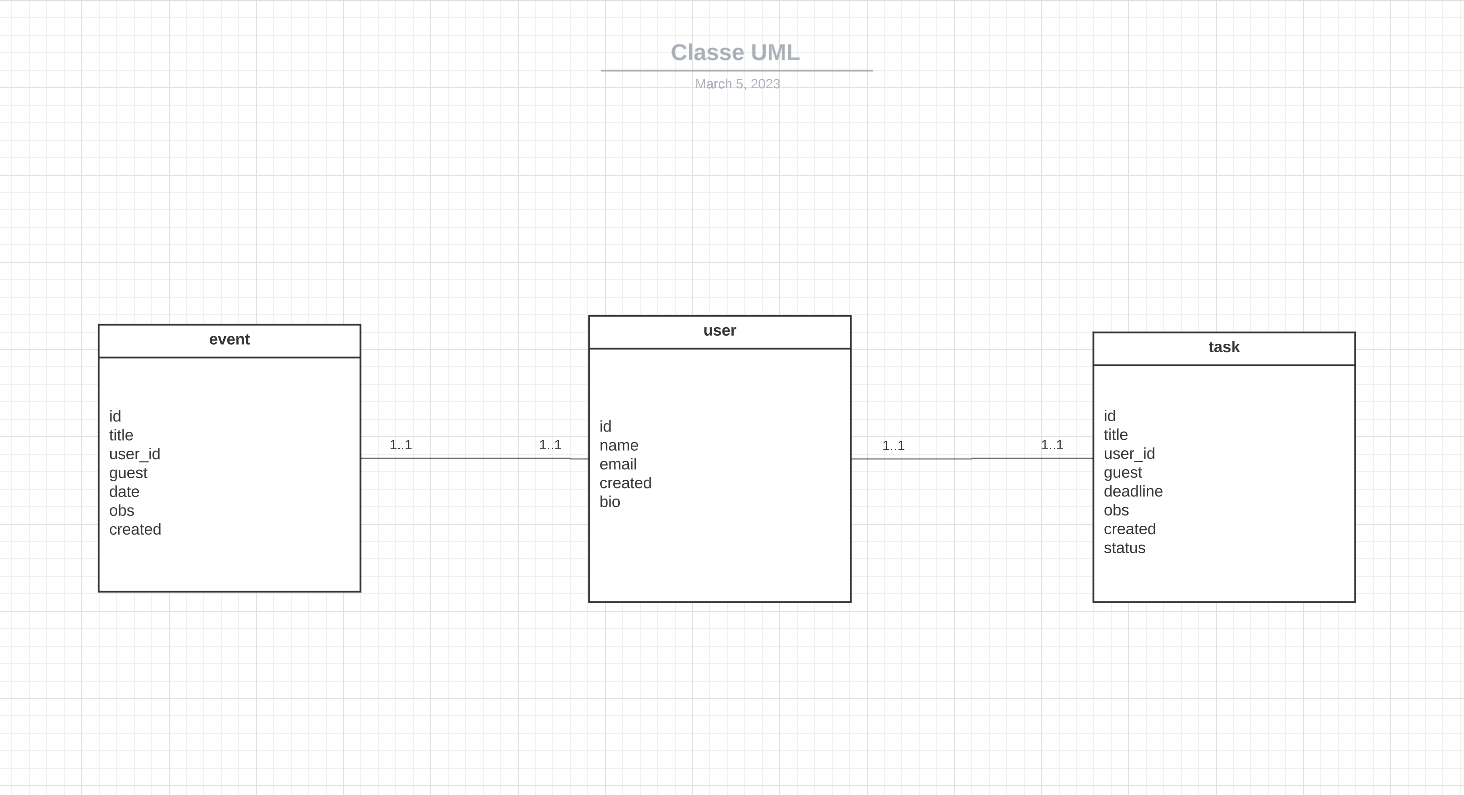 Classe UML
March 5, 2023
event
id
title
user_id
guest
date
obs
created
1..1
1..1
user
id
name
email
created
bio
1..1
1..1
task
id
title
user_id
guest
deadline
obs
created
status